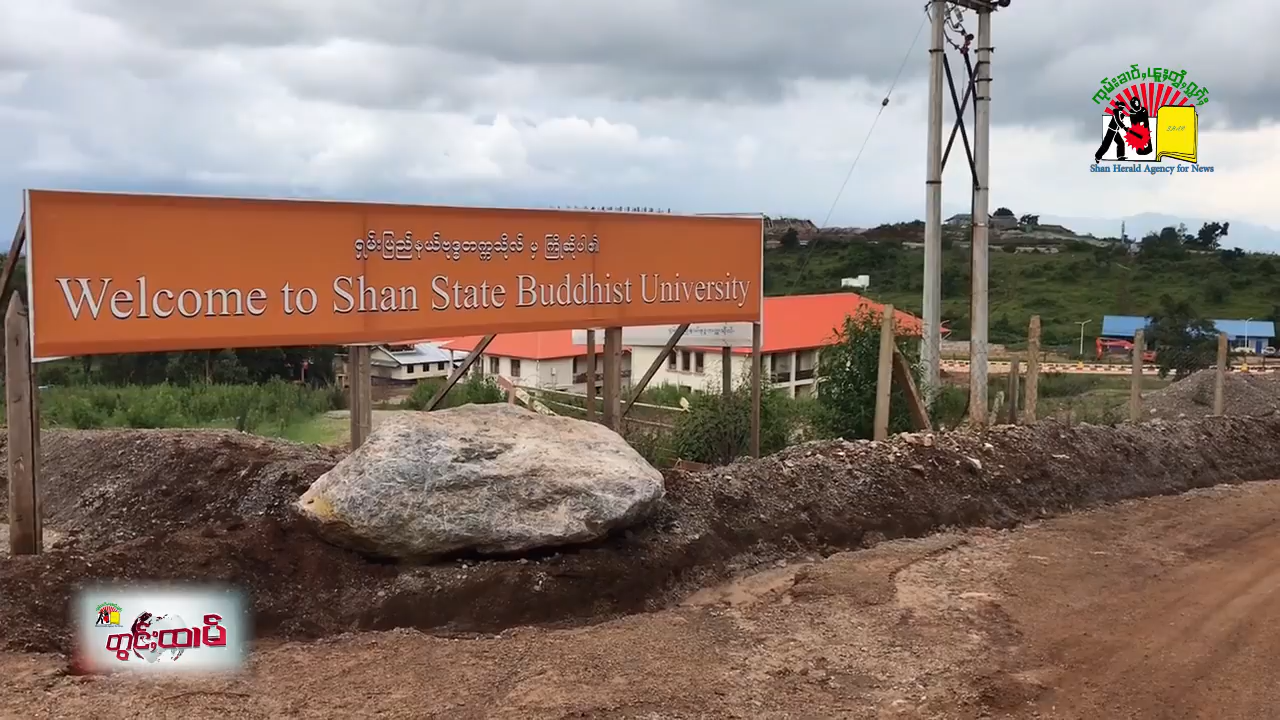 ရှမ်းပြည်နယ်ဗုဒ္ဓတက္ကသိုလ် မှ ကြိုဆိုပါ၏
Welcome to Shan State Buddhist University
Shan Herald Agency for News